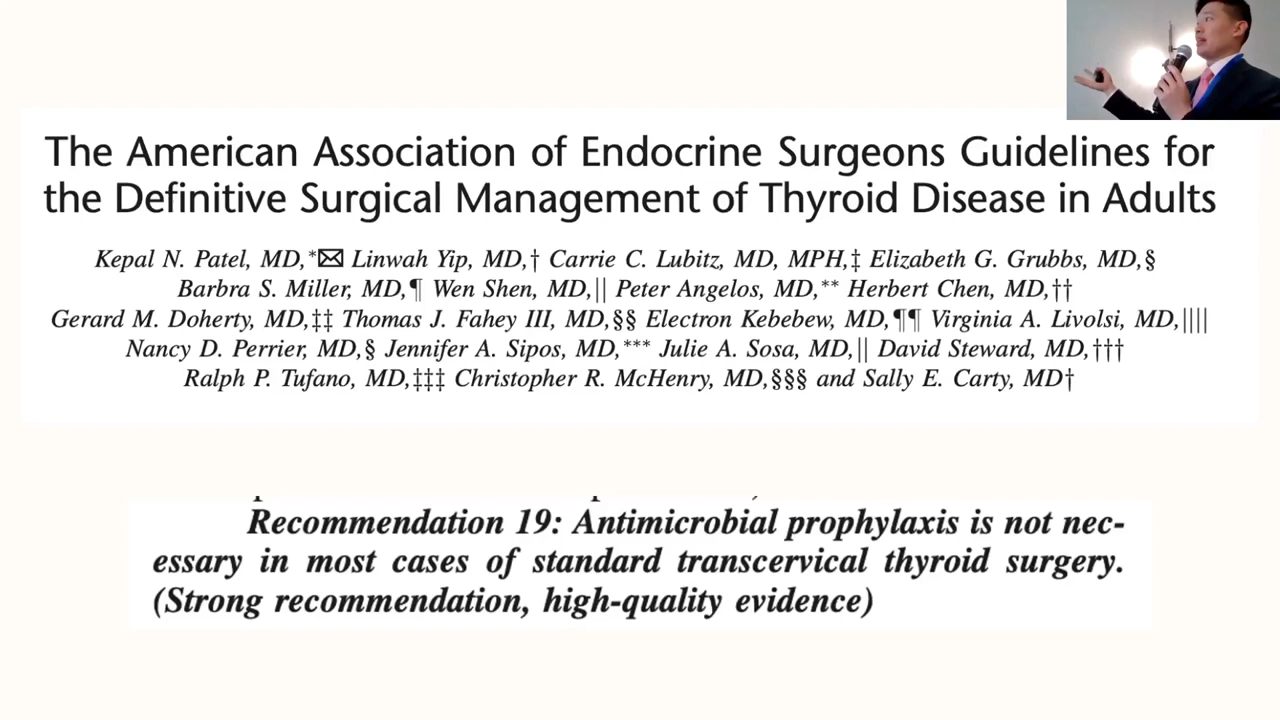 The American Association of Endocrine Surgeons Guidelines for
the Definitive Surgical Management of Thyroid Disease in Adults
Kepal N. Patel, MD,*✉ Linwah Yip, MD,† Carrie C. Lubitz, MD, MPH,‡ Elizabeth G. Grubbs, MD,§
Barbra S. Miller, MD,¶ Wen Shen, MD,|| Peter Angelos, MD,** Herbert Chen, MD,††
Gerard M. Doherty, MD,‡‡ Thomas J. Fahey III, MD,§§ Electron Kebebew, MD,¶¶ Virginia A. Livolsi, MD,||||
Nancy D. Perrier, MD,§ Jennifer A. Sipos, MD,*** Julie A. Sosa, MD,|| David Steward, MD,†††
Ralph P. Tufano, MD,‡‡‡ Christopher R. McHenry, MD,§§§ and Sally E. Carty, MD†
Recommendation 19: Antimicrobial prophylaxis is not nec-
essary in most cases of standard transcervical thyroid surgery.
(Strong recommendation, high-quality evidence)